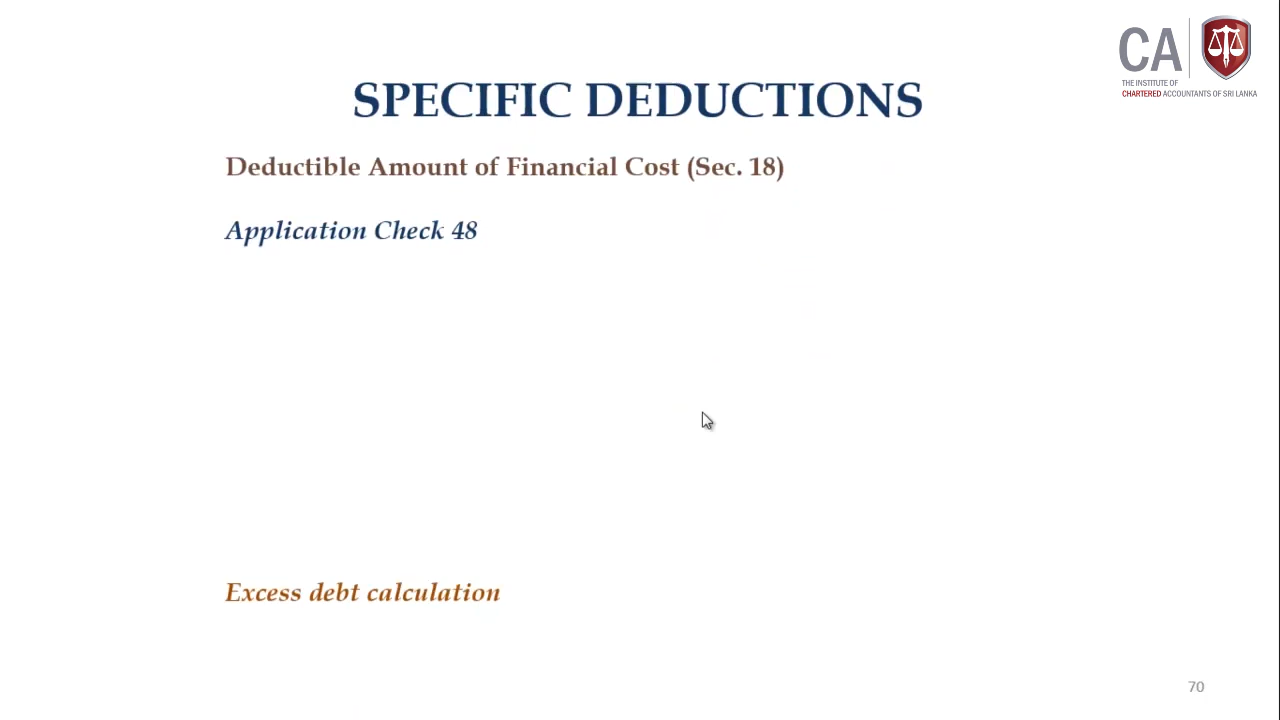 CA
THE INSTITUTE OF
CHARTERED ACCOUNTANTS OF SRI LANKA
SPECIFIC DEDUCTIONS
Deductible Amount of Financial Cost (Sec. 18)
Application Check 48
Excess debt calculation
70